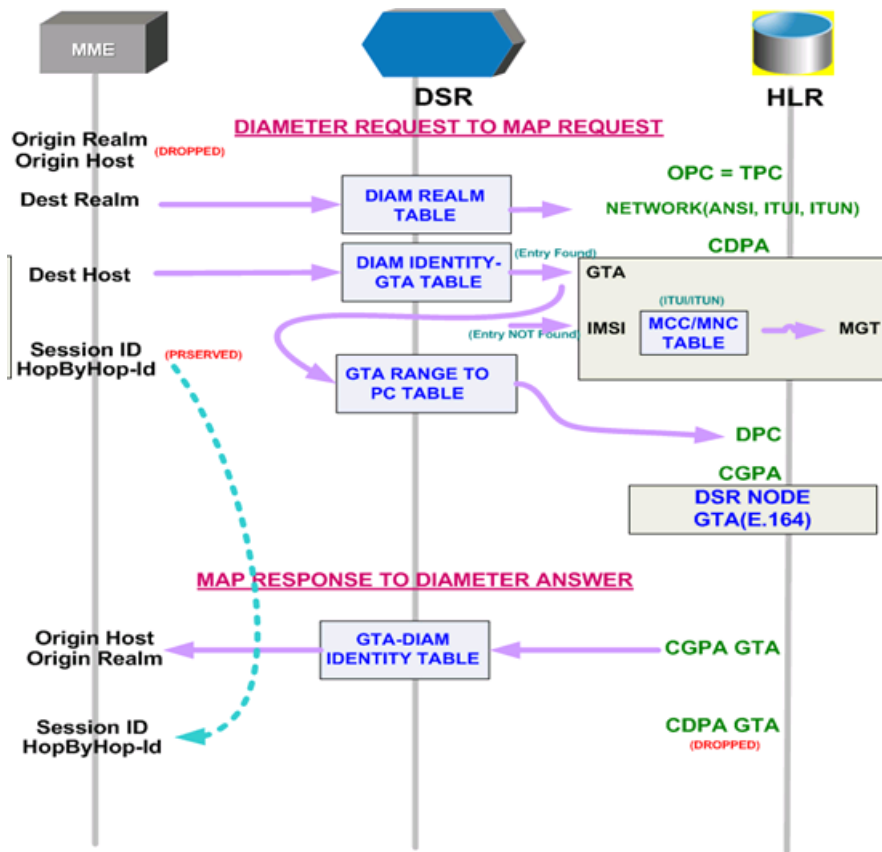 MME
DSR
HLR
DIAMETER REQUEST TO MAP REQUEST
Origin Realm
Origin Host
(DROPPED)
OPC = TPC
Dest Realm
DIAM REALM
TABLE
NETWORK(ANSI, ITUI, ITUN)
CDPA
Dest Host
DIAM IDENTITY-
GTA TABLE
(Entry Found)
GTA
(ITUI/ITUN)
(Entry NOT Found)
IMSI
MCC/MNC
TABLE
MGT
Session ID
HopByHop-Id
(PRSERVED)
GTA RANGE TO
PC TABLE
DPC
CGPA
DSR NODE
GTA(E.164)
MAP RESPONSE TO DIAMETER ANSWER
Origin Host
Origin Realm
GTA-DIAM
IDENTITY TABLE
CGPA GTA
Session ID
HopByHop-Id
CDPA GTA
(DROPPED)